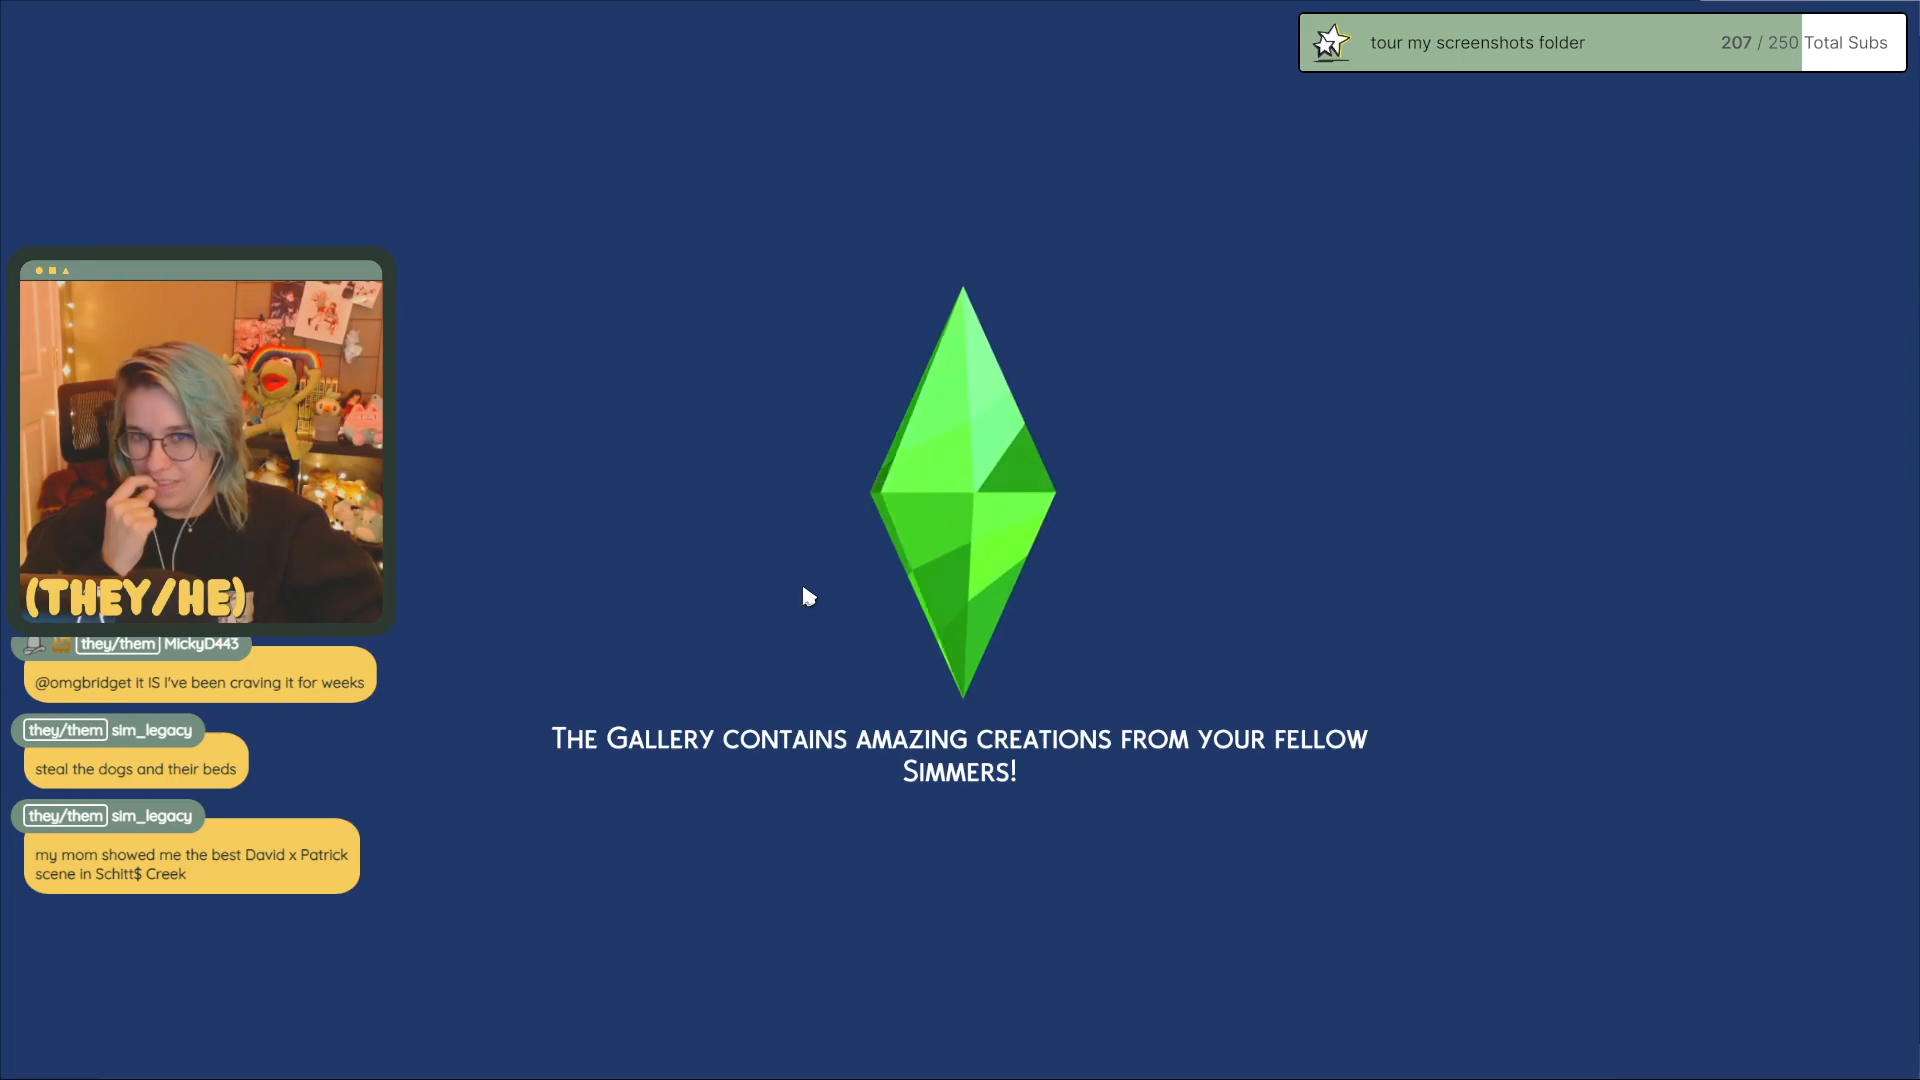 tour my screenshots folder
207 / 250 Total Subs
(THEY/HE)
they/them MickyD443
@omgbridget it IS I've been craving it for weeks
they/them sim_legacy
steal the dogs and their beds
they/them sim_legacy
my mom showed me the best David x Patrick
scene in Schitt$ Creek
The Gallery contains amazing creations from your fellow
Simmers!